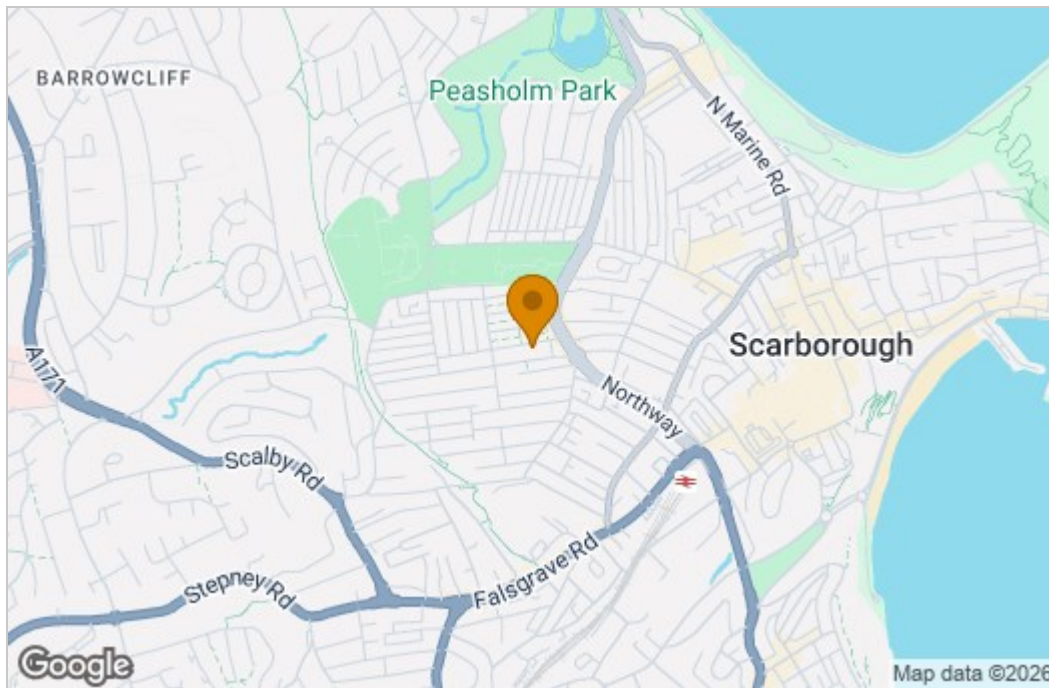 BARROWCLIFF
Peasholm Park
N Marine Rd
A171
Scarborough
Northway
Scalby Rd
Falsgrave Rd
Stepney Rd
Google
Map data ©2026